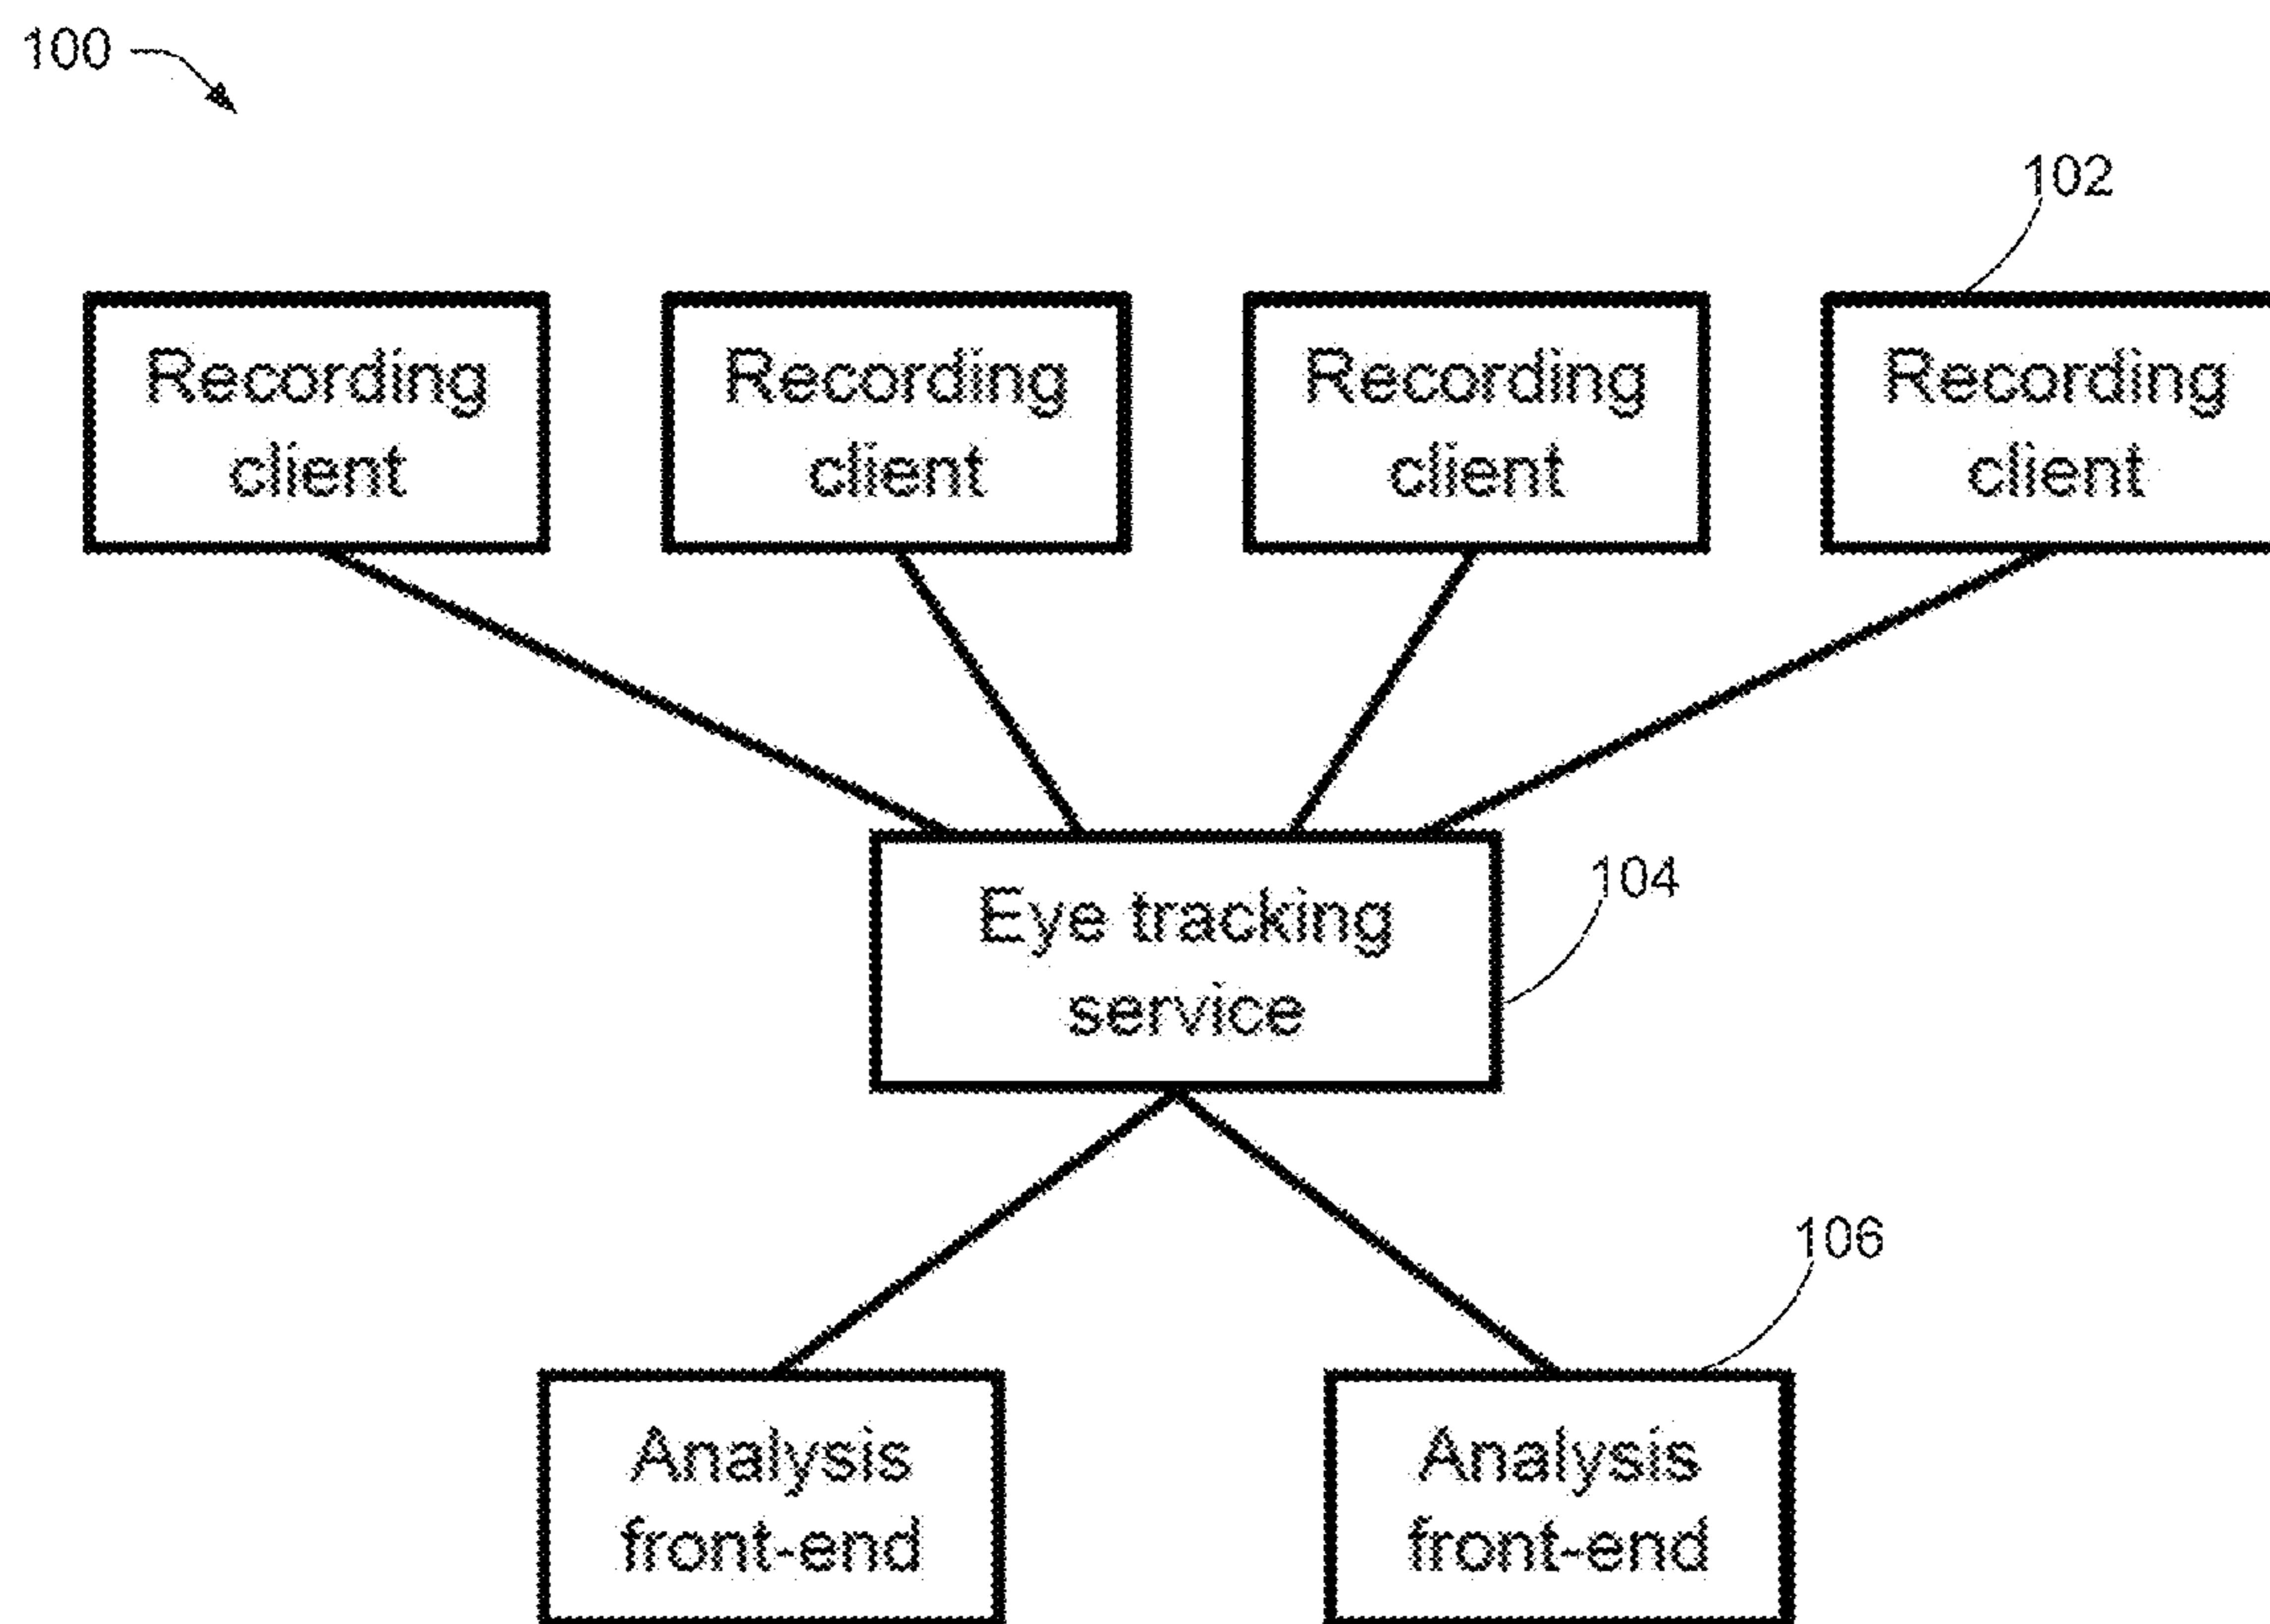 100
102
Recording
client
Recording
client
Recording
client
Recording
client
Eye tracking
service
104
106
Analysis
front-end
Analysis
front-end